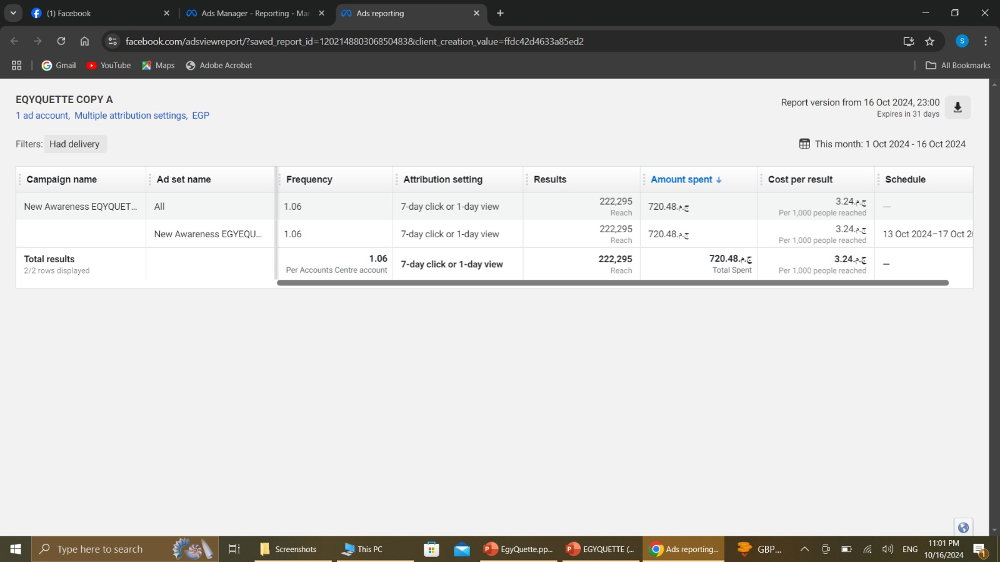 (1) Facebook
Ads Manager - Reporting - Mar
Ads reporting
facebook.com/adsviewreport/?saved_report_id=120214880306850483&client_creation_value=ffdc42d4633a85ed2
S
Gmail
YouTube
Maps
Adobe Acrobat
All Bookmarks
EQYQUETTE COPY A
1 ad account, Multiple attribution settings, EGP
Report version from 16 Oct 2024, 23:00
Expires in 31 days
Filters: Had delivery
This month: 1 Oct 2024 - 16 Oct 2024
Campaign name Ad set name Frequency Attribution setting Results Amount spent ↓ Cost per result Schedule
New Awareness EQYQUET... All 1.06 7-day click or 1-day view 222,295 720.48.ج.م 3.24.ج.م —
Reach Per 1,000 people reached
New Awareness EGYEQU... 1.06 7-day click or 1-day view 222,295 720.48.ج.م 3.24.ج.م 13 Oct 2024–17 Oct 20
Reach Per 1,000 people reached
Total results 1.06 7-day click or 1-day view 222,295 720.48.ج.م 3.24.ج.م —
2/2 rows displayed Per Accounts Centre account Reach Total Spent Per 1,000 people reached
Type here to search
Screenshots
This PC
EgyQuette.pp...
EGYQUETTE (...
Ads reporting...
GBP...
ENG
11:01 PM
10/16/2024
1